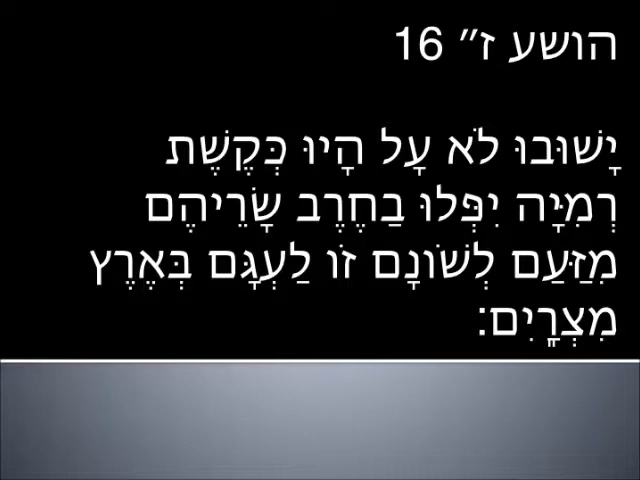 הושע ז״ 16
יָשׁוּבוּ לֹא עָל הָיוּ כְּקֶשֶׁת
רְמִיָּה יִפְּלוּ בַחֶרֶב שָׂרֵיהֶם
מִזַּעַם לְשׁוֹנָם זוֹ לַעְגָּם בְּאֶרֶץ
מִצְרָיִם: